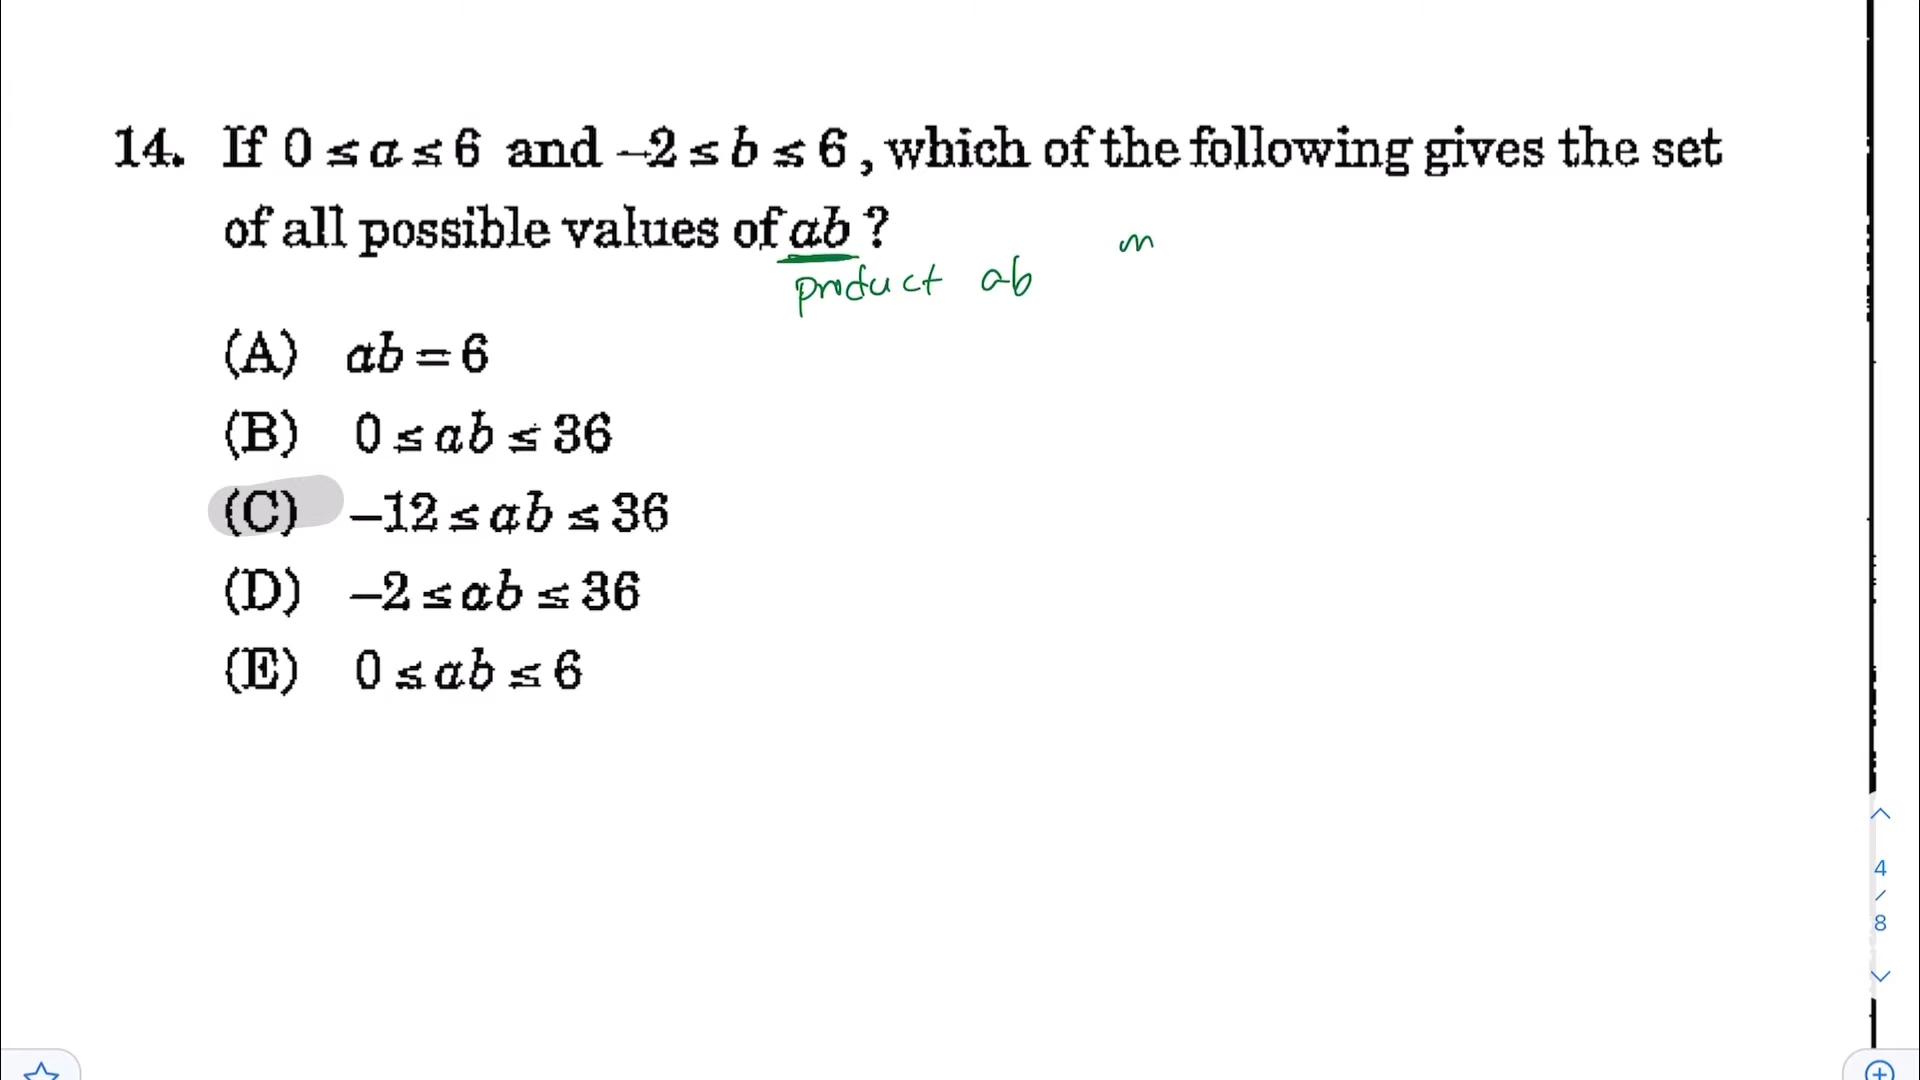 14. If 0 ≤ a ≤ 6 and –2 ≤ b ≤ 6, which of the following gives the set
of all possible values of ab?
m
product ab
(A) ab = 6
(B) 0 ≤ ab ≤ 36
(C) –12 ≤ ab ≤ 36
(D) –2 ≤ ab ≤ 36
(E) 0 ≤ ab ≤ 6
4
/
8